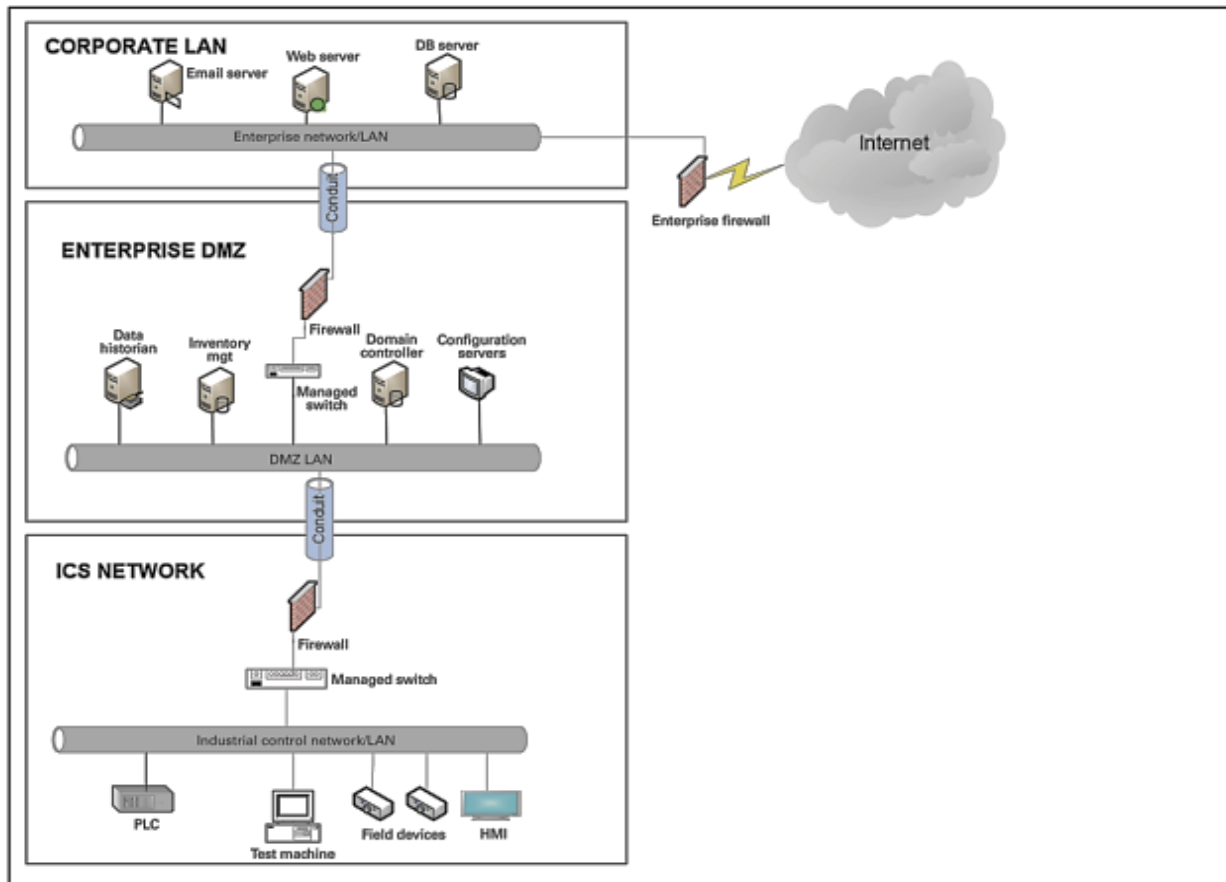 CORPORATE LAN
Email server
Web server
DB server
Enterprise network/LAN
Internet
Enterprise firewall
Conduit
ENTERPRISE DMZ
Firewall
Data
historian
Inventory
mgt
Managed
switch
Domain
controller
Configuration
servers
DMZ LAN
Conduit
ICS NETWORK
Firewall
Managed switch
Industrial control network/LAN
PLC
Test machine
Field devices
HMI